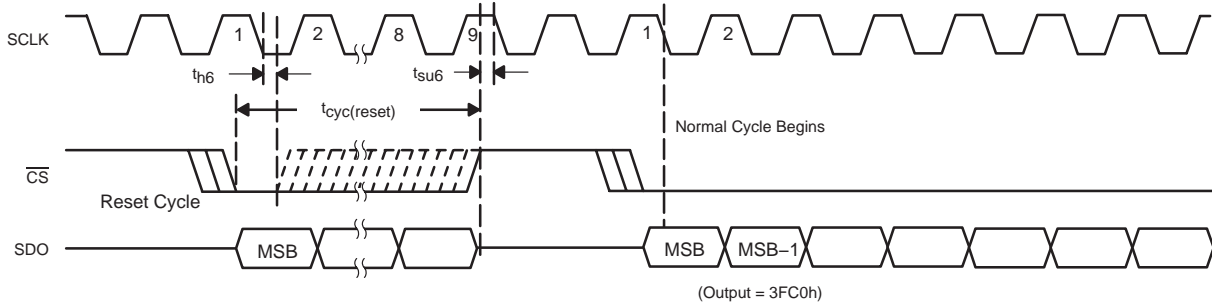 SCLK
1 2 8 9 1 2
th6
tsu6
tcyc(reset)
Normal Cycle Begins
CS
Reset Cycle
SDO
MSB
MSB
MSB–1
(Output = 3FC0h)